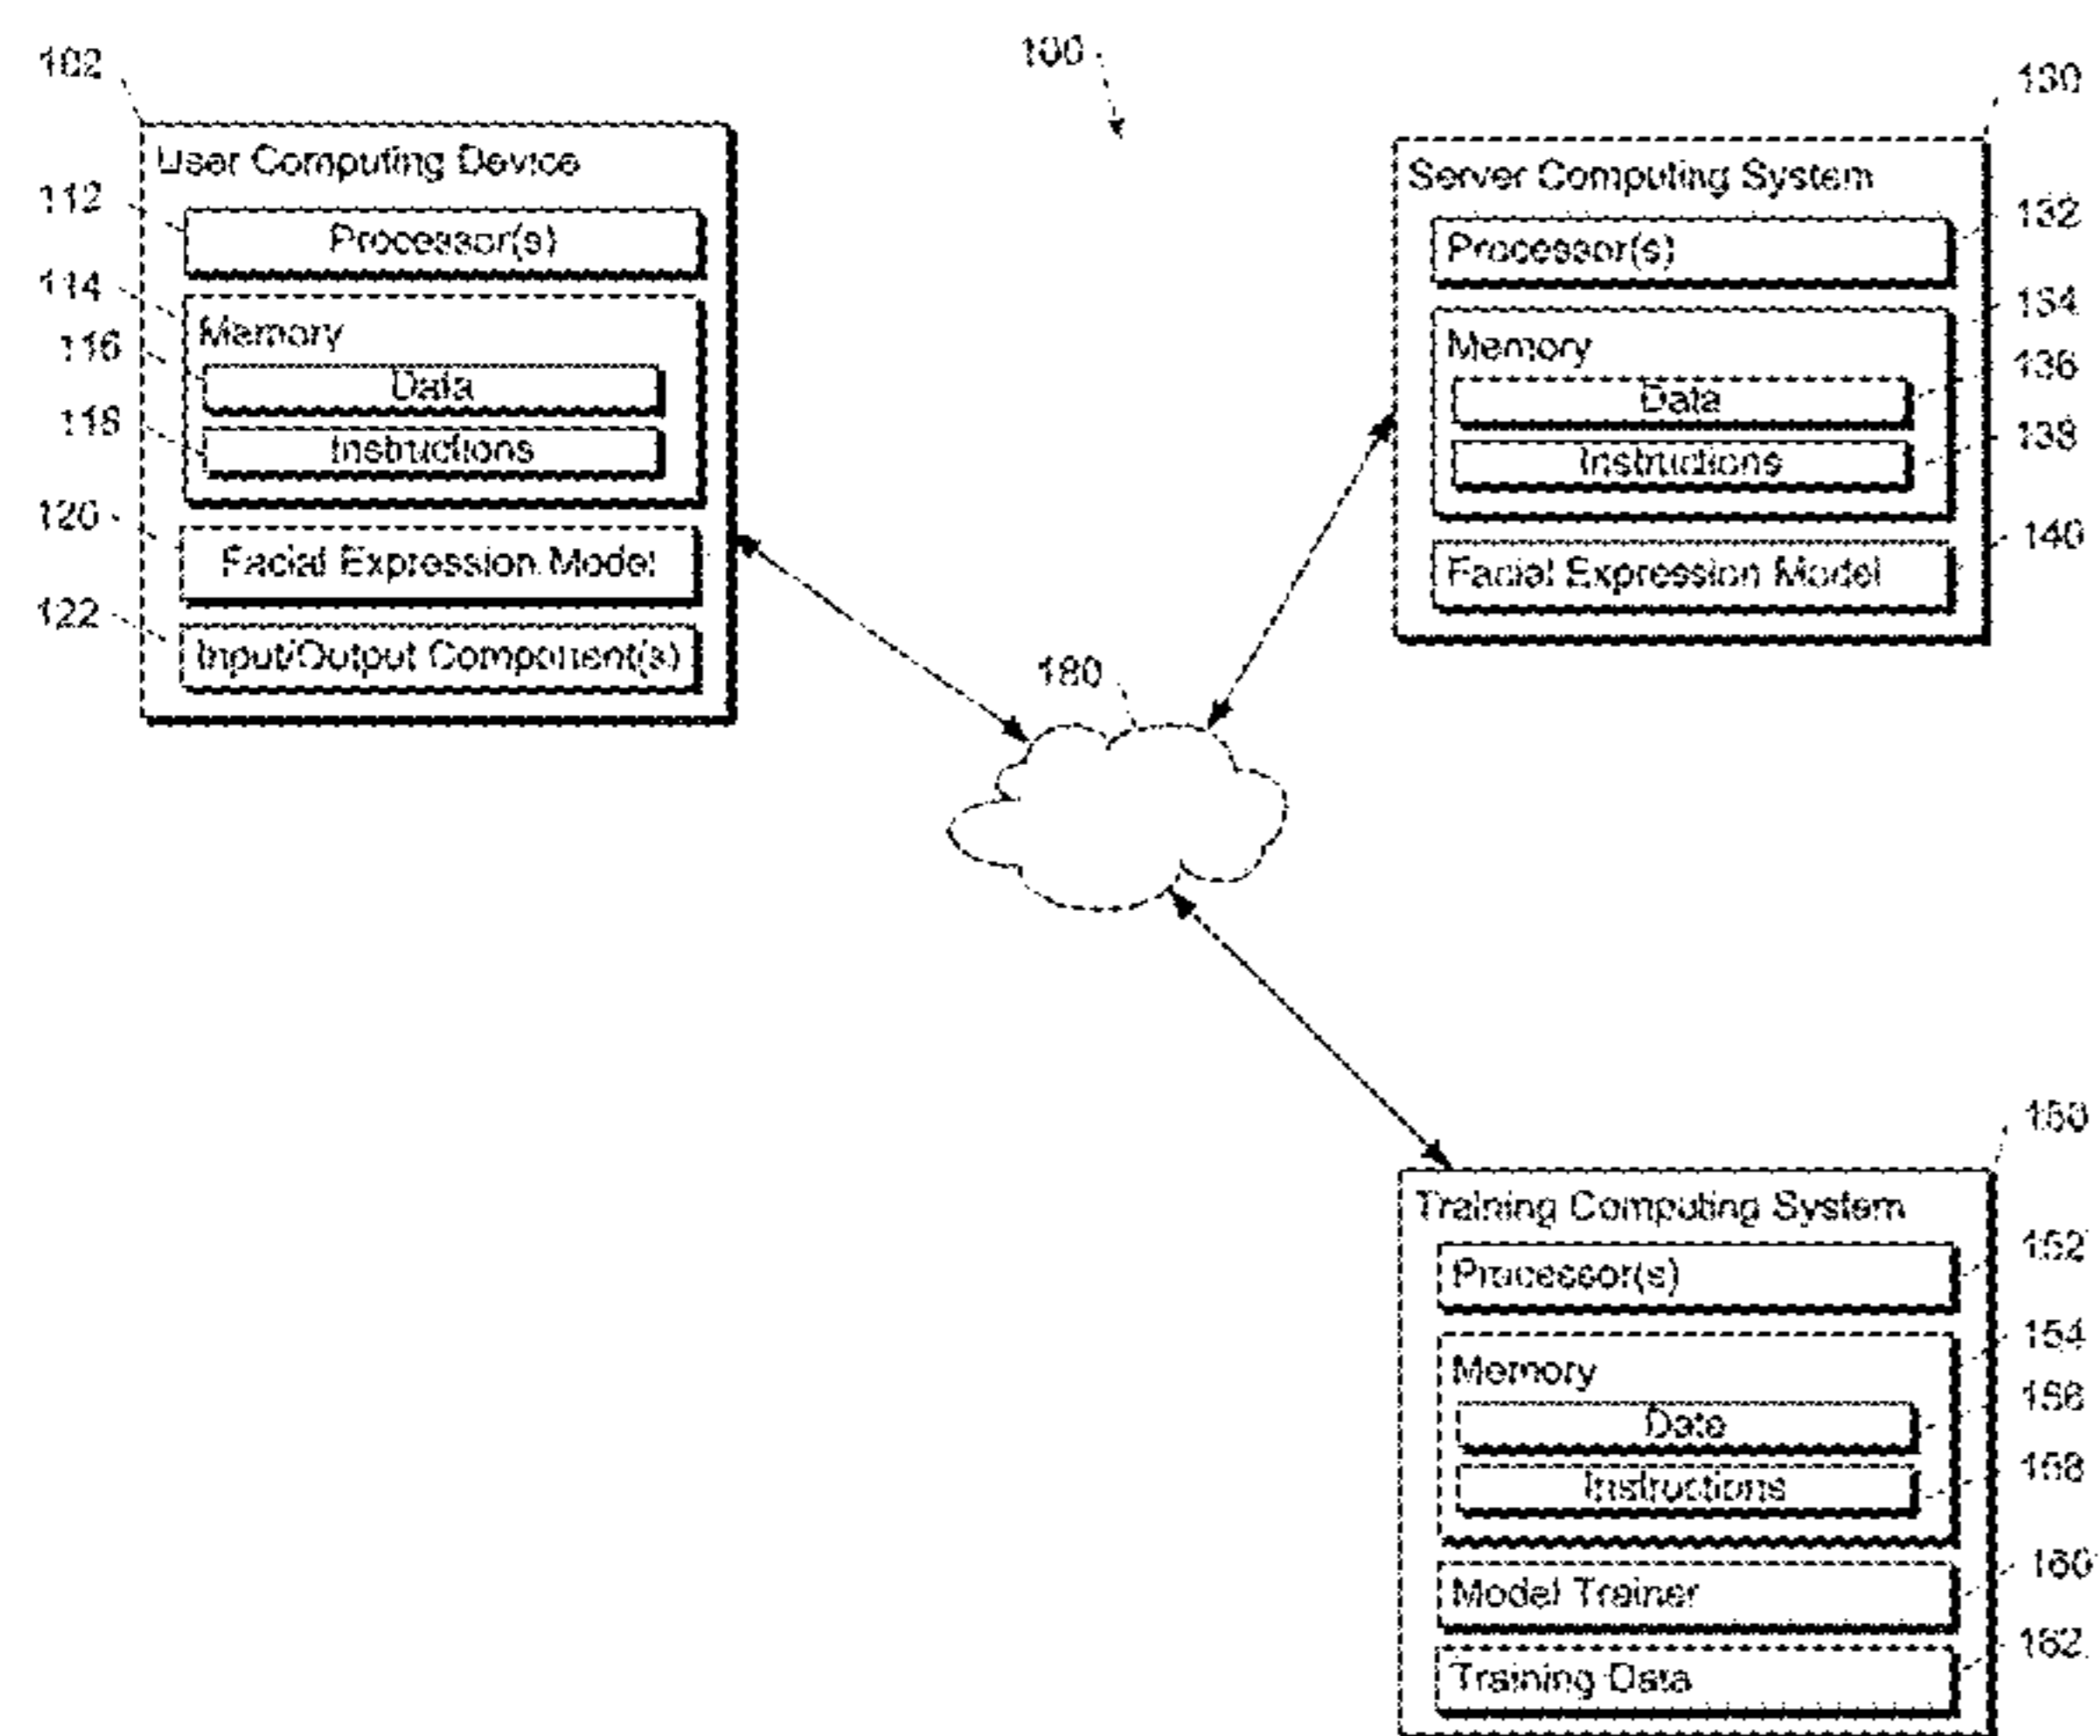 100
102
User Computing Device
112
Processor(s)
114
Memory
116
Data
118
Instructions
120
Facial Expression Model
122
Input/Output Component(s)
130
Server Computing System
132
Processor(s)
134
Memory
136
Data
138
Instructions
140
Facial Expression Model
180
150
Training Computing System
152
Processor(s)
154
Memory
156
Data
158
Instructions
160
Model Trainer
162
Training Data